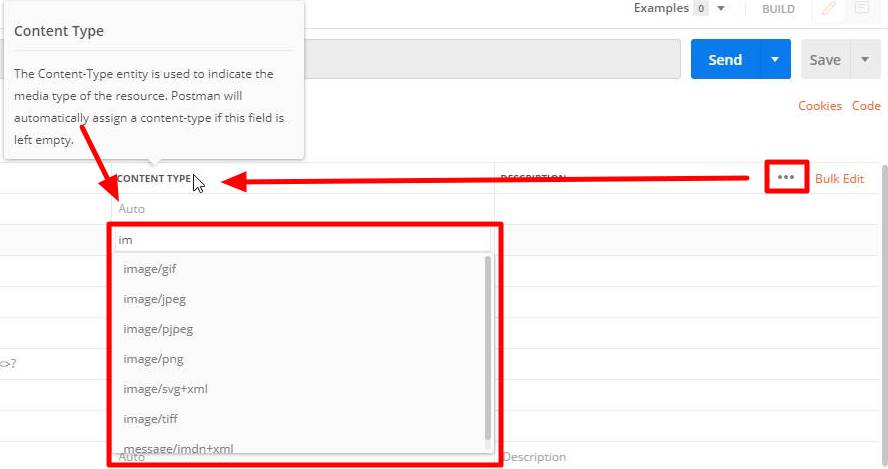 Examples 0
BUILD
Content Type
The Content-Type entity is used to indicate the
media type of the resource. Postman will
automatically assign a content-type if this field is
left empty.
Send
Save
Cookies Code
CONTENT TYPE
DESCRIPTION
Bulk Edit
Auto
im
image/gif
image/jpeg
image/pjpeg
image/png
<>?
image/svg+xml
image/tiff
message/imdn+xml
Auto
Description